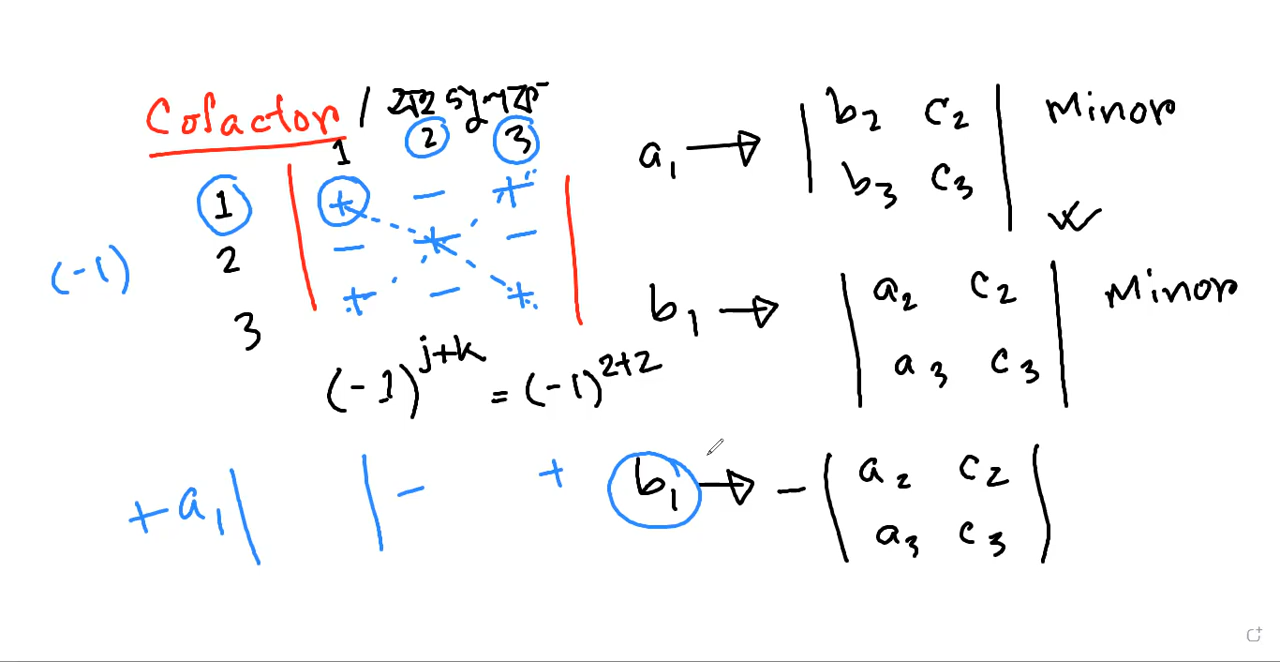 Cofactor / সহগুণক
1 2 3
1 + − +
(-1) 2 − + −
3 + − +
(-1)^{j+k} = (-1)^{2+2}
+a₁ | | − +
a₁ → | b₂ c₂ | Minor
| b₃ c₃ |
b₁ → | a₂ c₂ | Minor
| a₃ c₃ |
b₁ → − | a₂ c₂ |
| a₃ c₃ |